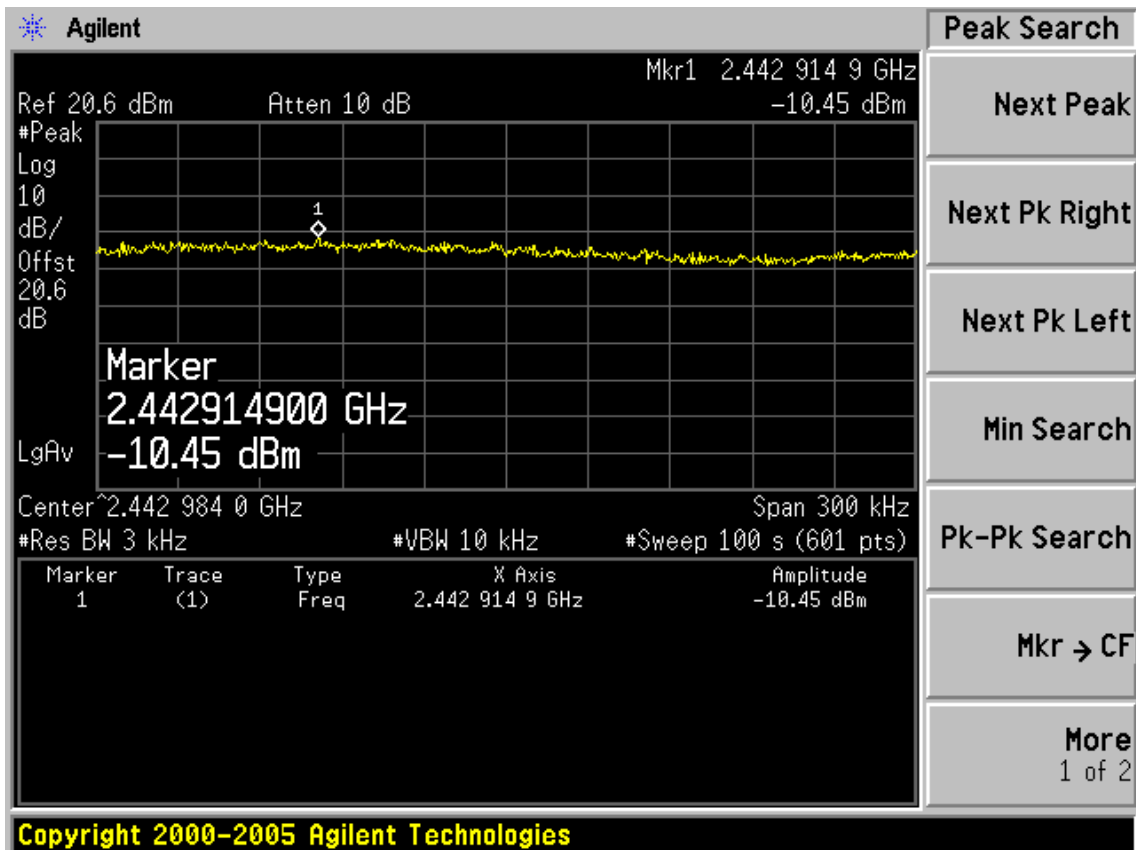 Agilent
Peak Search
Mkr1 2.442 914 9 GHz
Ref 20.6 dBm Atten 10 dB -10.45 dBm
#Peak
Log
10
dB/
Offst
20.6
dB
LgAv
1
Marker
2.442914900 GHz
-10.45 dBm
Center^2.442 984 0 GHz Span 300 kHz
#Res BW 3 kHz #VBW 10 kHz #Sweep 100 s (601 pts)
Marker Trace Type X Axis Amplitude
1 (1) Freq 2.442 914 9 GHz -10.45 dBm
Next Peak
Next Pk Right
Next Pk Left
Min Search
Pk-Pk Search
Mkr → CF
More
1 of 2
Copyright 2000-2005 Agilent Technologies